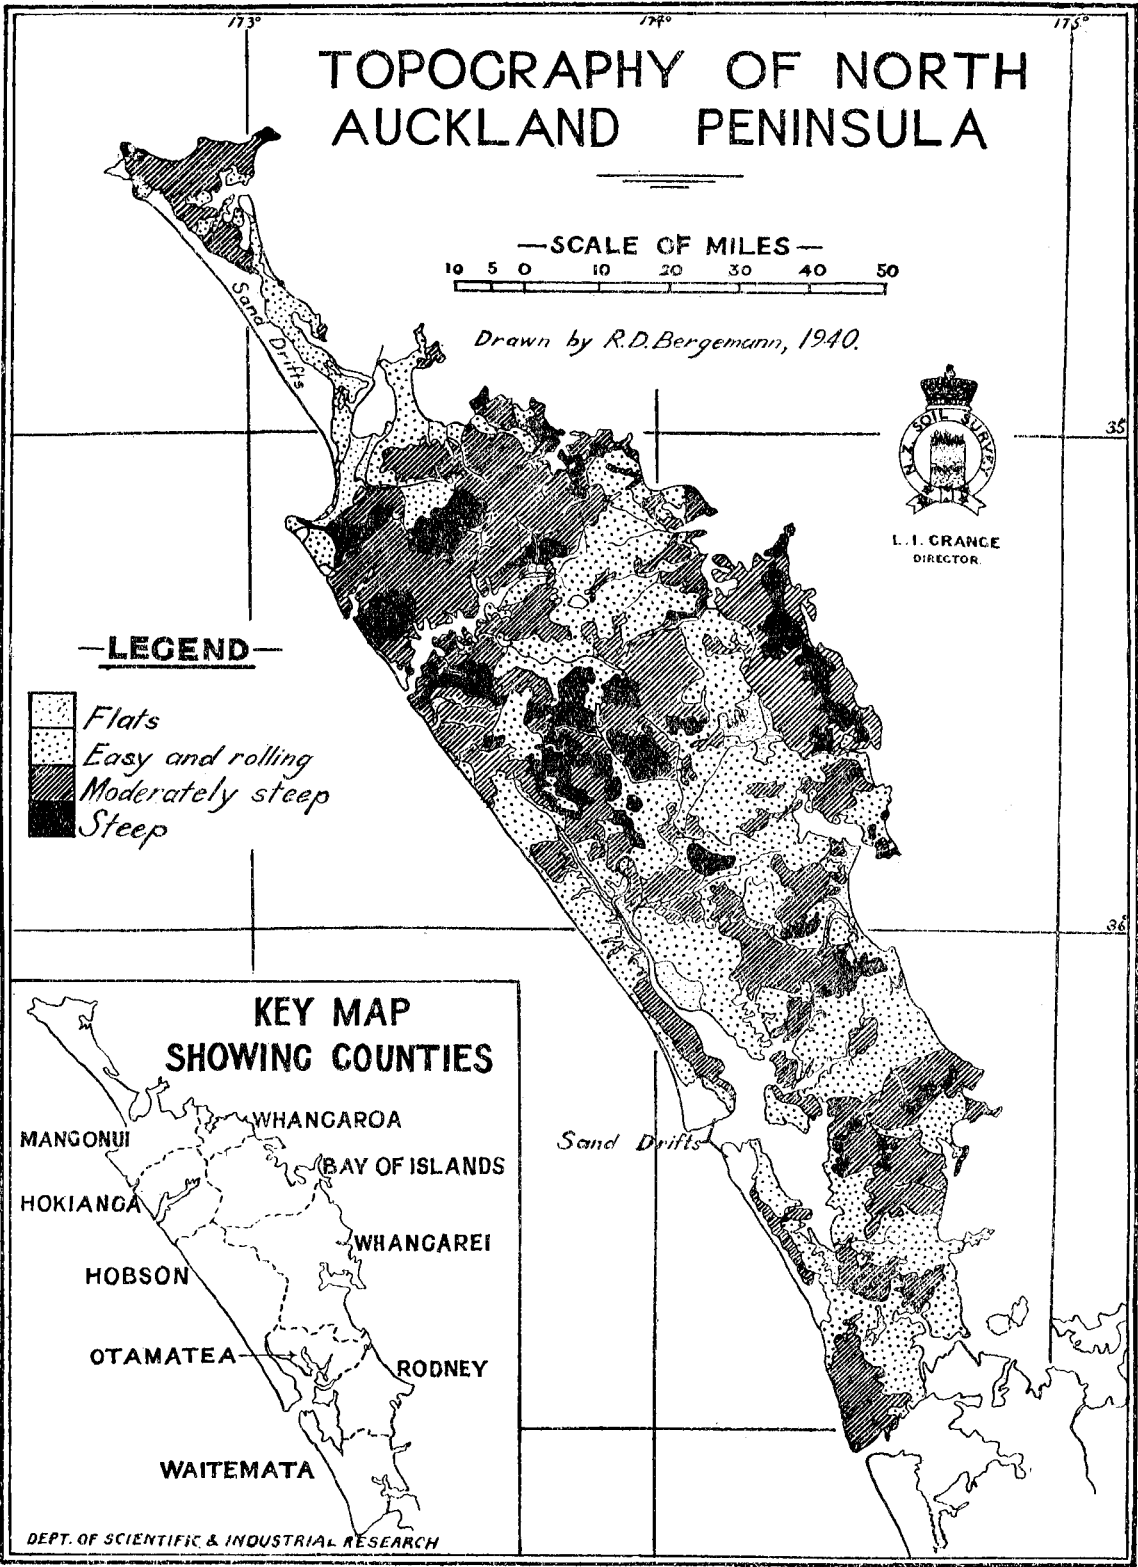 173°
174°
175°
TOPOGRAPHY OF NORTH
AUCKLAND PENINSULA
—SCALE OF MILES—
10 5 0 10 20 30 40 50
Drawn by R.D. Bergemann, 1940.
Sand Drifts
35°
N.Z. SOIL SURVEY
L.I. GRANGE
DIRECTOR.
—LEGEND—
Flats
Easy and rolling
Moderately steep
Steep
36°
Sand Drifts
KEY MAP
SHOWING COUNTIES
WHANGAROA
MANGONUI
BAY OF ISLANDS
HOKIANGA
WHANGAREI
HOBSON
OTAMATEA
RODNEY
WAITEMATA
DEPT. OF SCIENTIFIC & INDUSTRIAL RESEARCH